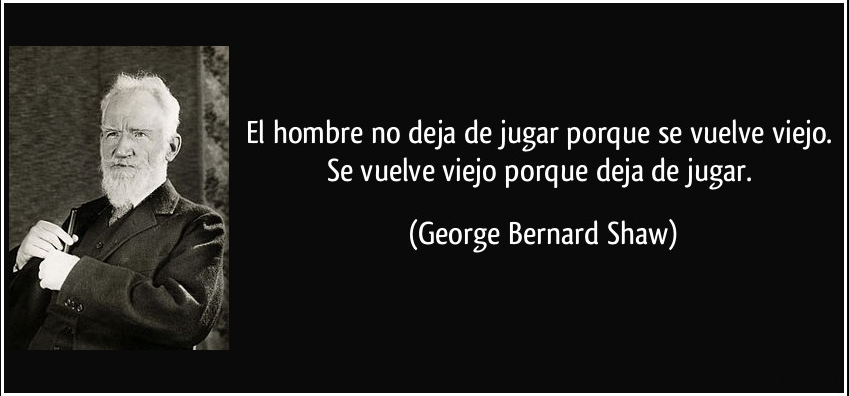 El hombre no deja de jugar porque se vuelve viejo.
Se vuelve viejo porque deja de jugar.
(George Bernard Shaw)